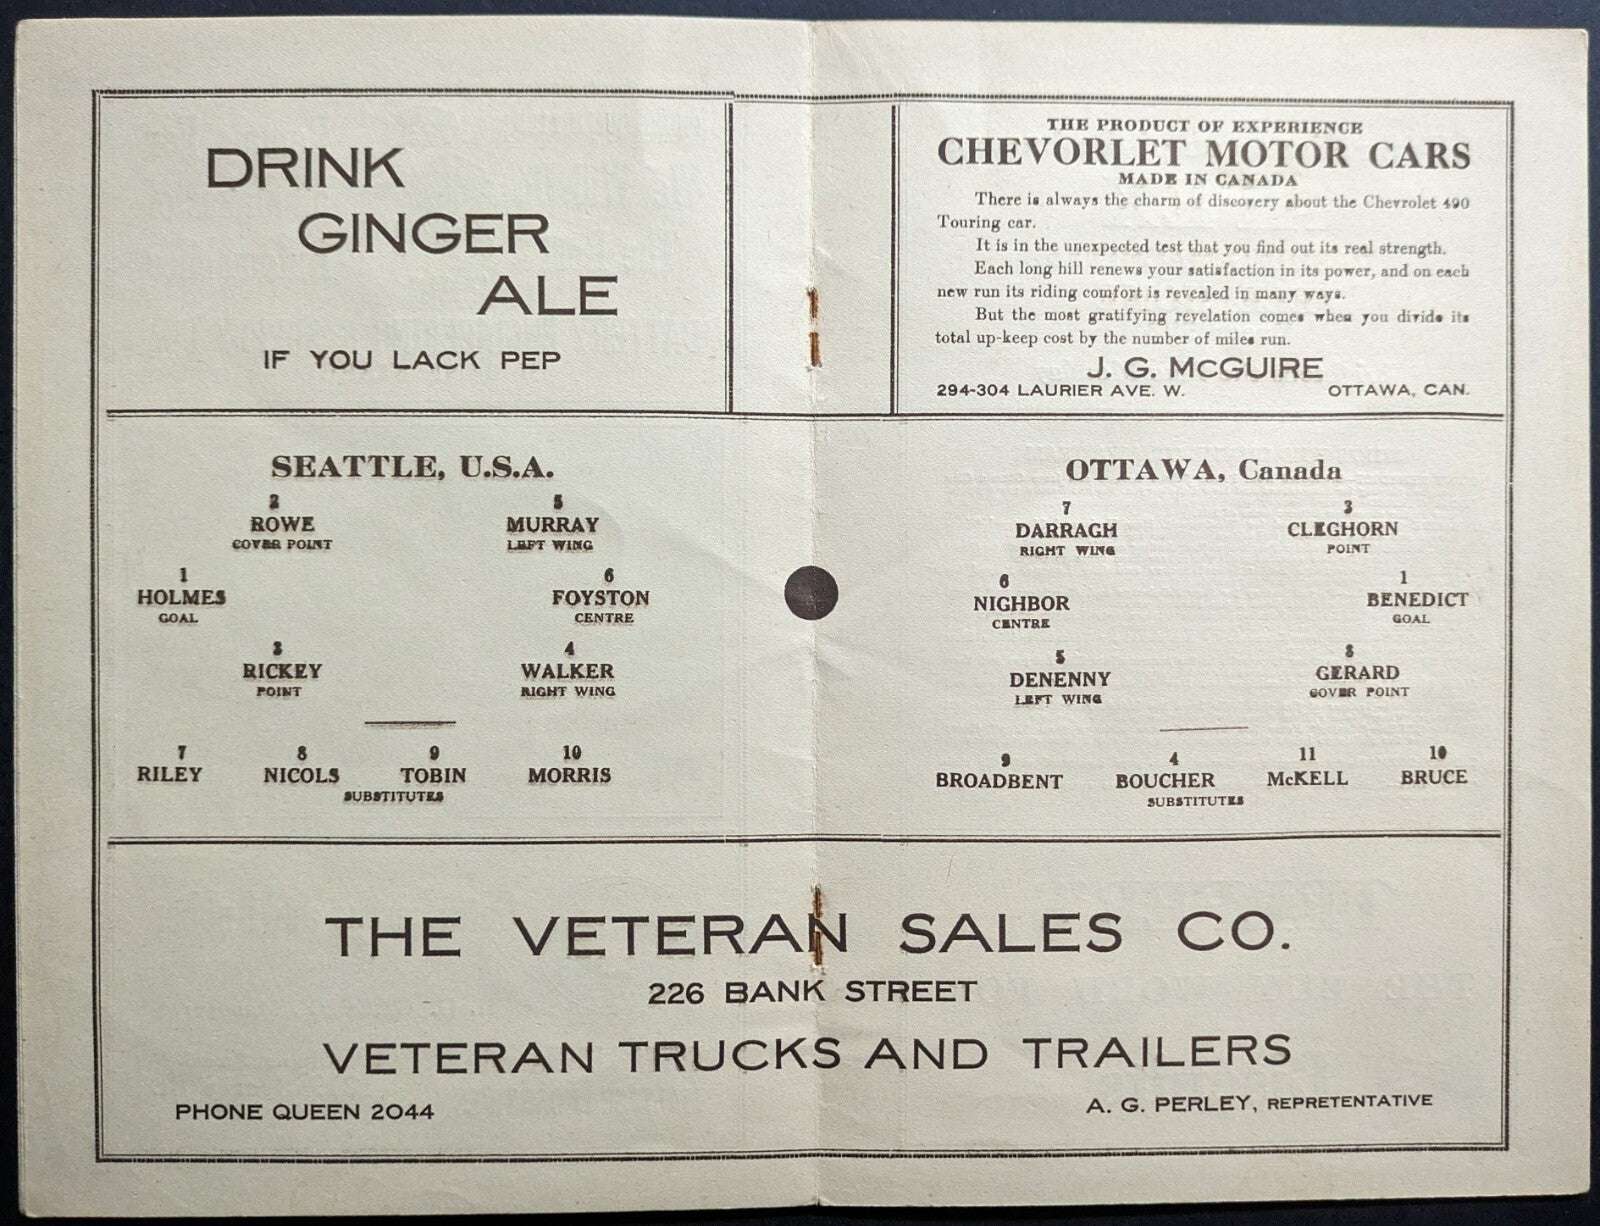 DRINK
GINGER
ALE
IF YOU LACK PEP
THE PRODUCT OF EXPERIENCE
CHEVORLET MOTOR CARS
MADE IN CANADA
There is always the charm of discovery about the Chevrolet 490
Touring car.
It is in the unexpected test that you find out its real strength.
Each long hill renews your satisfaction in its power, and on each
new run its riding comfort is revealed in many ways.
But the most gratifying revelation comes when you divide its
total up-keep cost by the number of miles run.
J. G. McGUIRE
294-304 LAURIER AVE. W. OTTAWA, CAN.
SEATTLE, U.S.A.
2 5
ROWE MURRAY
COVER POINT LEFT WING
1 6
HOLMES FOYSTON
GOAL CENTRE
3 4
RICKEY WALKER
POINT RIGHT WING
7 8 9 10
RILEY NICOLS TOBIN MORRIS
SUBSTITUTES
OTTAWA, Canada
7 3
DARRAGH CLEGHORN
RIGHT WING POINT
6 1
NIGHBOR BENEDICT
CENTRE GOAL
5 8
DENENNY GERARD
LEFT WING COVER POINT
9 4 11 10
BROADBENT BOUCHER McKELL BRUCE
SUBSTITUTES
THE VETERAN SALES CO.
226 BANK STREET
VETERAN TRUCKS AND TRAILERS
PHONE QUEEN 2044 A. G. PERLEY, REPRETENTATIVE